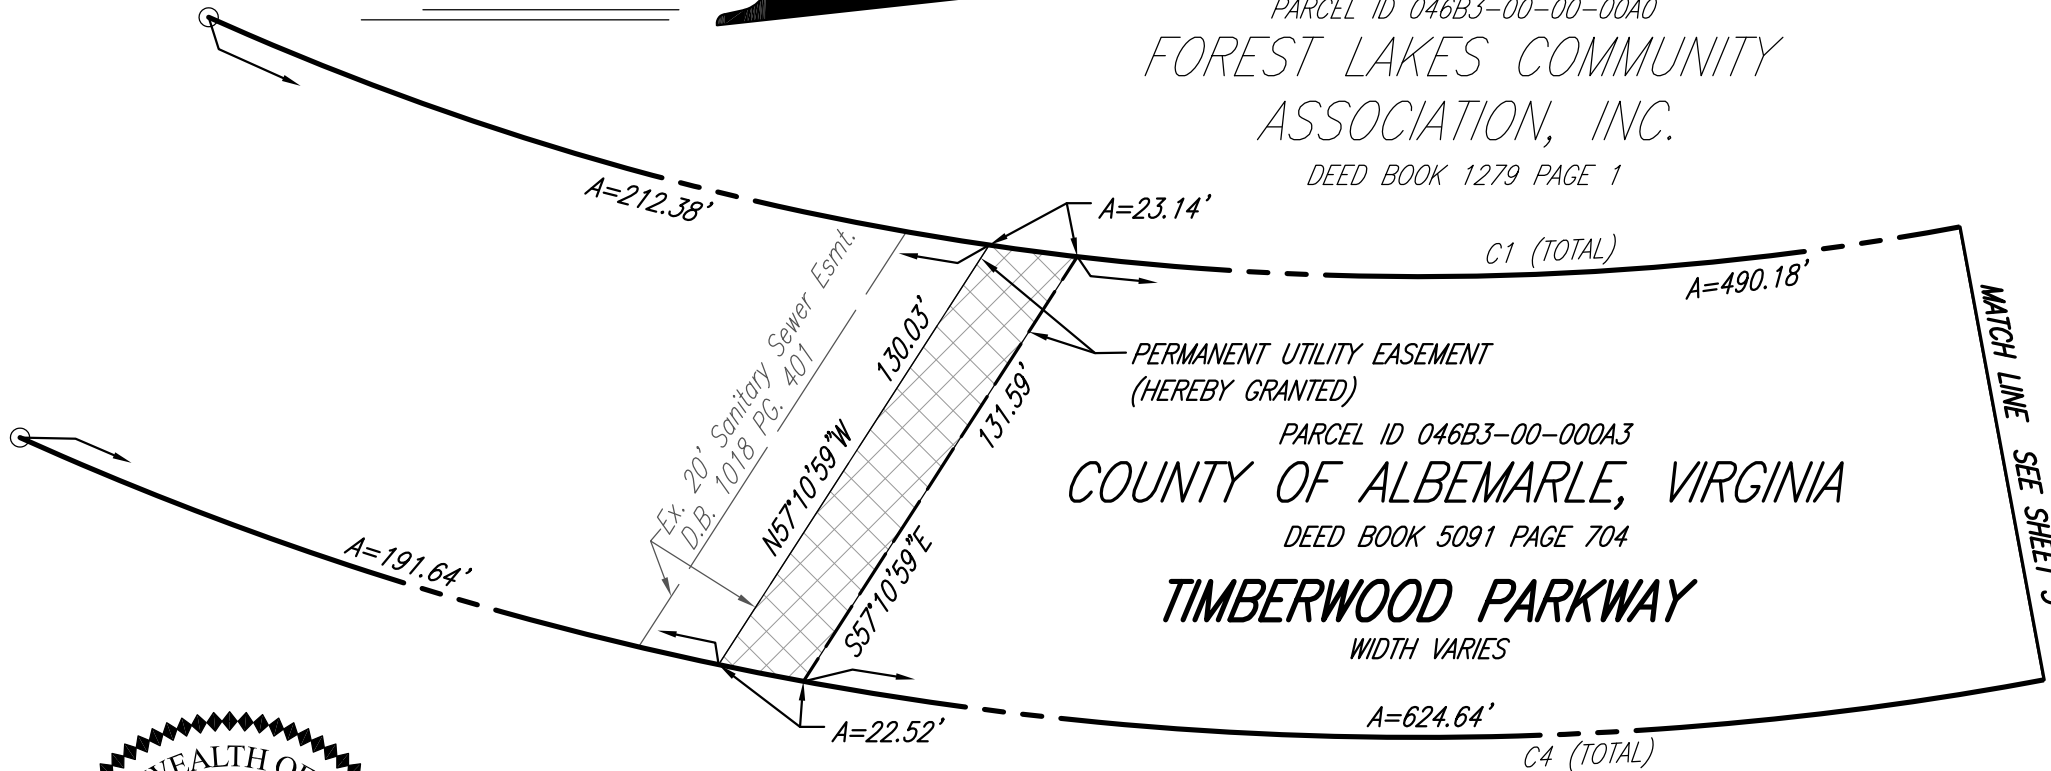 PARCEL ID 046B3-00-00-00A0
FOREST LAKES COMMUNITY
ASSOCIATION, INC.
DEED BOOK 1279 PAGE 1
A=212.38'
A=23.14'
C1 (TOTAL)
A=490.18'
Ex. 20' Sanitary Sewer Esmt.
D.B. 1018 PG. 401
130.03'
N57°10'59"W
131.59'
S57°10'59"E
PERMANENT UTILITY EASEMENT
(HEREBY GRANTED)
PARCEL ID 046B3-00-000A3
COUNTY OF ALBEMARLE, VIRGINIA
DEED BOOK 5091 PAGE 704
TIMBERWOOD PARKWAY
WIDTH VARIES
MATCH LINE SEE SHEET
A=191.64'
A=22.52'
A=624.64'
C4 (TOTAL)
WEALTH OF